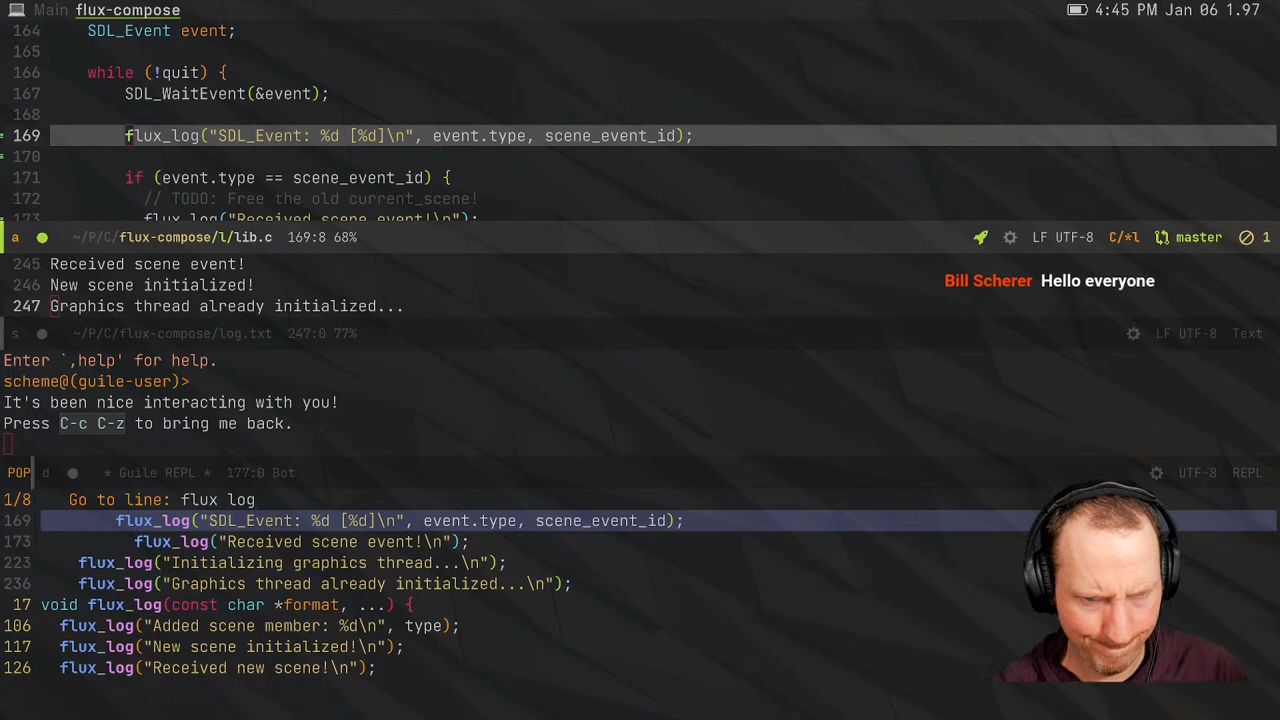 Main flux-compose 4:45 PM Jan 06 1.97
164 SDL_Event event;
165
166 while (!quit) {
167 SDL_WaitEvent(&event);
168
169 flux_log("SDL_Event: %d [%d]\n", event.type, scene_event_id);
170
171 if (event.type == scene_event_id) {
172 // TODO: Free the old current_scene!
173 flux_log("Received scene event!\n");
a ~/P/C/flux-compose/l/lib.c 169:8 68% LF UTF-8 C/*l master 1
245 Received scene event!
246 New scene initialized!
Bill Scherer Hello everyone
247 Graphics thread already initialized...
s ~/P/C/flux-compose/log.txt 247:0 77% LF UTF-8 Text
Enter `,help' for help.
scheme@(guile-user)>
It's been nice interacting with you!
Press C-c C-z to bring me back.
POP d * Guile REPL * 177:0 Bot UTF-8 REPL
1/8 Go to line: flux log
169 flux_log("SDL_Event: %d [%d]\n", event.type, scene_event_id);
173 flux_log("Received scene event!\n");
223 flux_log("Initializing graphics thread...\n");
236 flux_log("Graphics thread already initialized...\n");
17 void flux_log(const char *format, ...) {
106 flux_log("Added scene member: %d\n", type);
117 flux_log("New scene initialized!\n");
126 flux_log("Received new scene!\n");